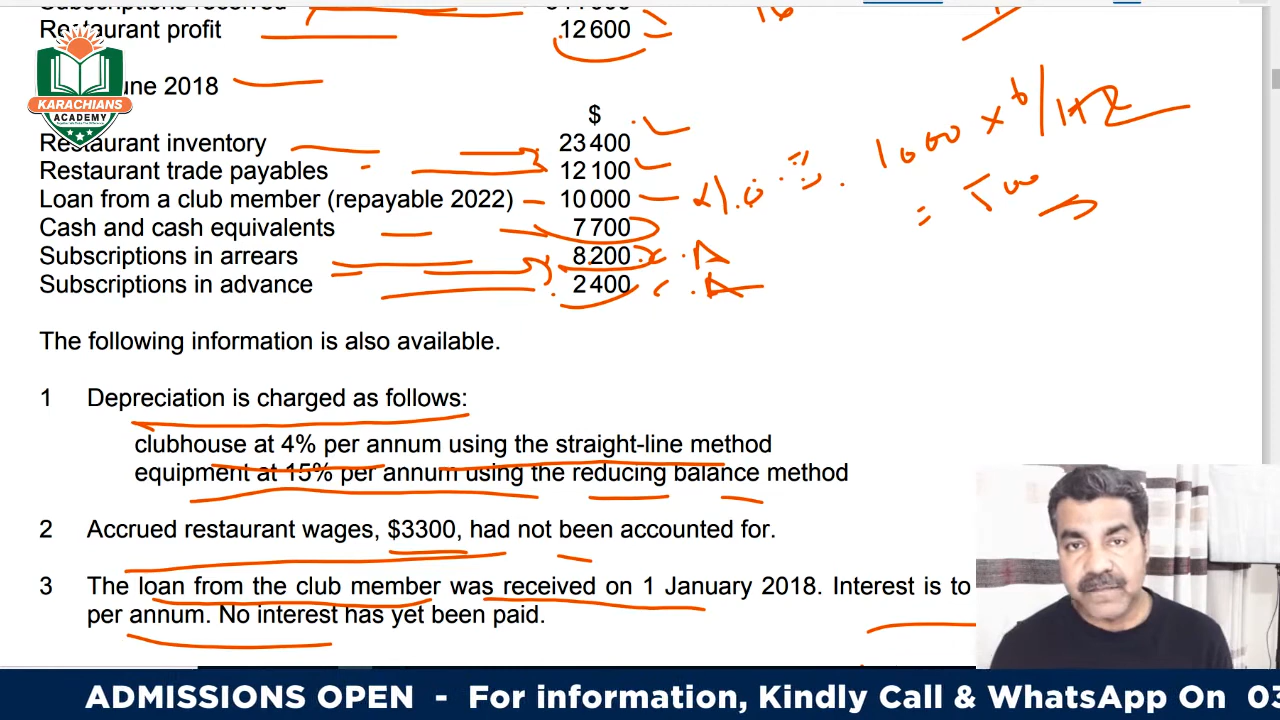 Restaurant profit 12 600
KARACHIANS
ACADEMY
une 2018
$
Restaurant inventory 23 400
Restaurant trade payables 12 100
Loan from a club member (repayable 2022) 10 000
Cash and cash equivalents 7 700
Subscriptions in arrears 8 200
Subscriptions in advance 2 400
1000 x 6/12
= 500
The following information is also available.
1 Depreciation is charged as follows:
clubhouse at 4% per annum using the straight-line method
equipment at 15% per annum using the reducing balance method
2 Accrued restaurant wages, $3300, had not been accounted for.
3 The loan from the club member was received on 1 January 2018. Interest is to
per annum. No interest has yet been paid.
ADMISSIONS OPEN - For information, Kindly Call & WhatsApp On 03